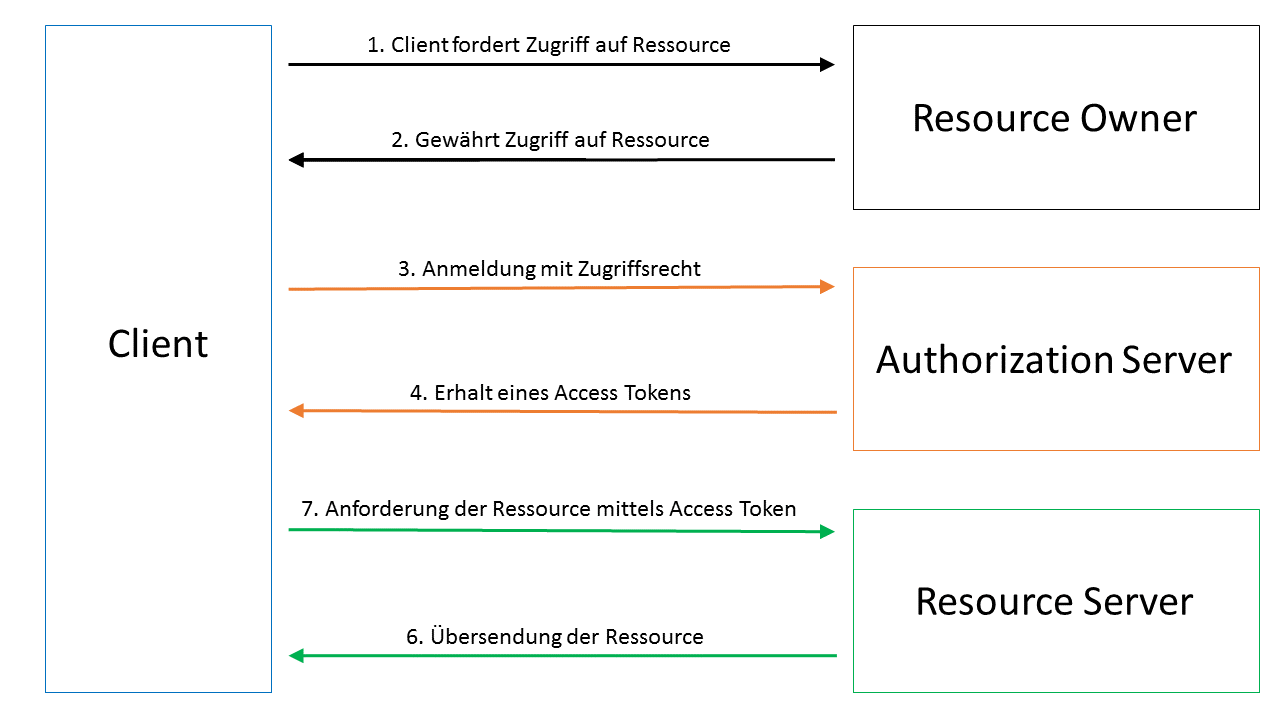 1. Client fordert Zugriff auf Ressource
Resource Owner
2. Gewährt Zugriff auf Ressource
3. Anmeldung mit Zugriffsrecht
Client
Authorization Server
4. Erhalt eines Access Tokens
7. Anforderung der Ressource mittels Access Token
Resource Server
6. Übersendung der Ressource